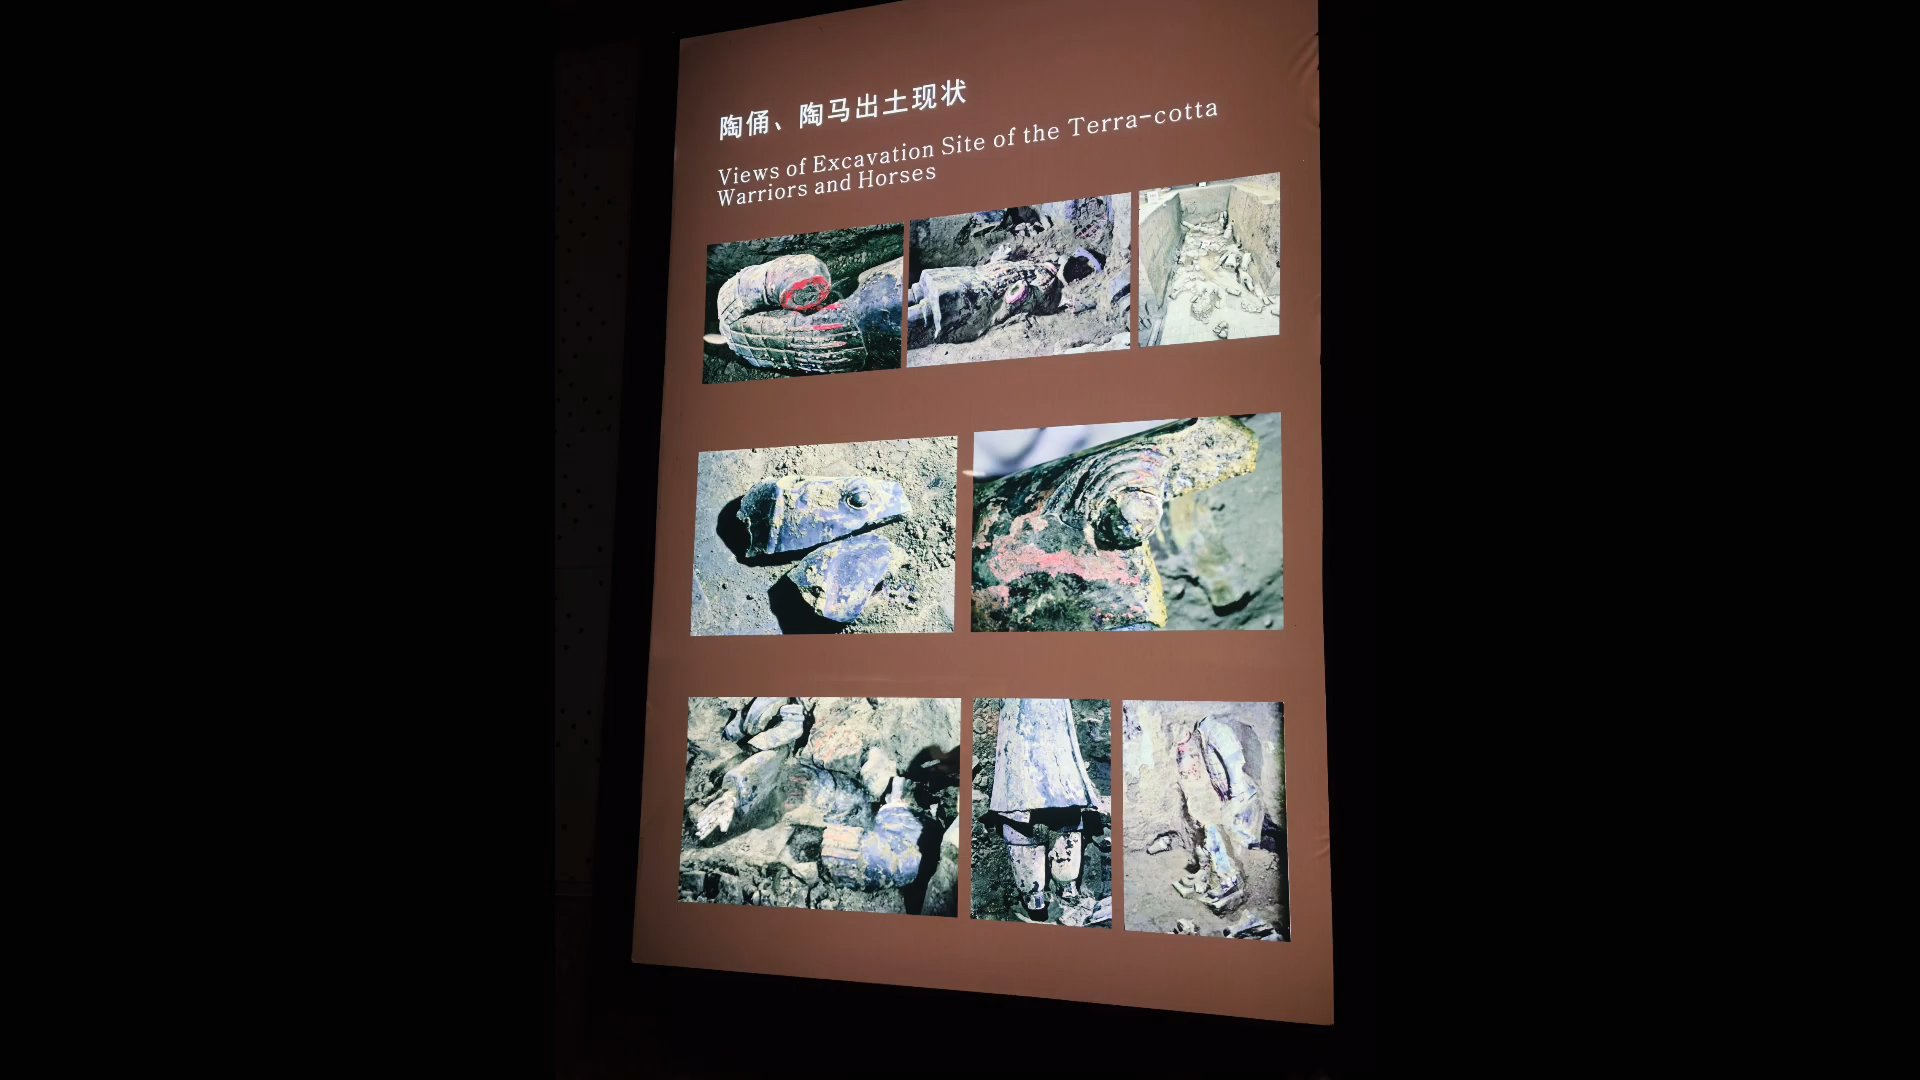 陶俑、陶马出土现状
Views of Excavation Site of the Terra-cotta
Warriors and Horses